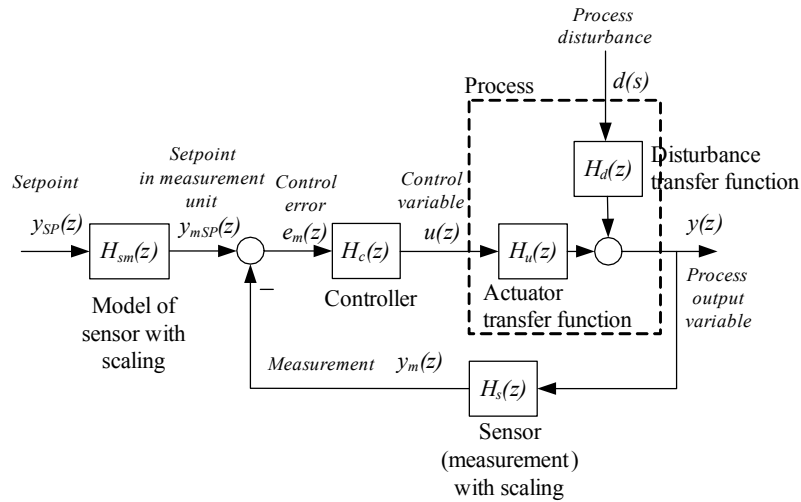 Process
disturbance
d(s)
Process
H_d(z)
Disturbance
transfer function
Setpoint
y_SP(z)
H_sm(z)
Model of
sensor with
scaling
Setpoint
in measurement
unit
y_mSP(z)
Control
error
e_m(z)
H_c(z)
Controller
Control
variable
u(z)
H_u(z)
Actuator
transfer function
y(z)
Process
output
variable
–
Measurement y_m(z)
H_s(z)
Sensor
(measurement)
with scaling